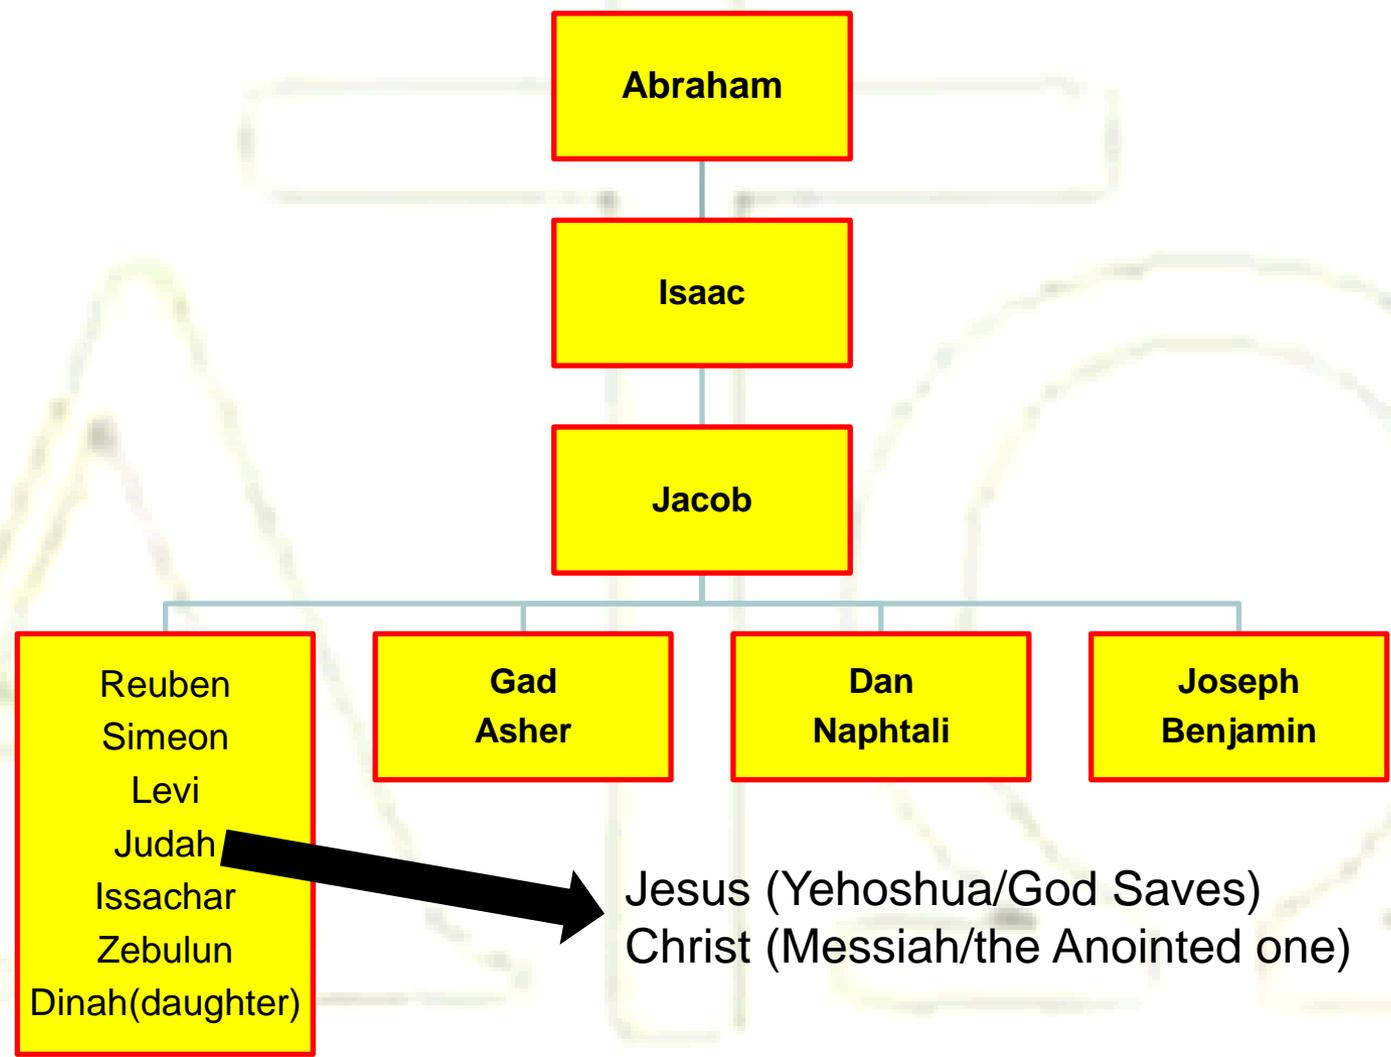 Abraham
Isaac
Jacob
Reuben
Simeon
Levi
Judah
Issachar
Zebulun
Dinah(daughter)
Gad
Asher
Dan
Naphtali
Joseph
Benjamin
Jesus (Yehoshua/God Saves)
Christ (Messiah/the Anointed one)